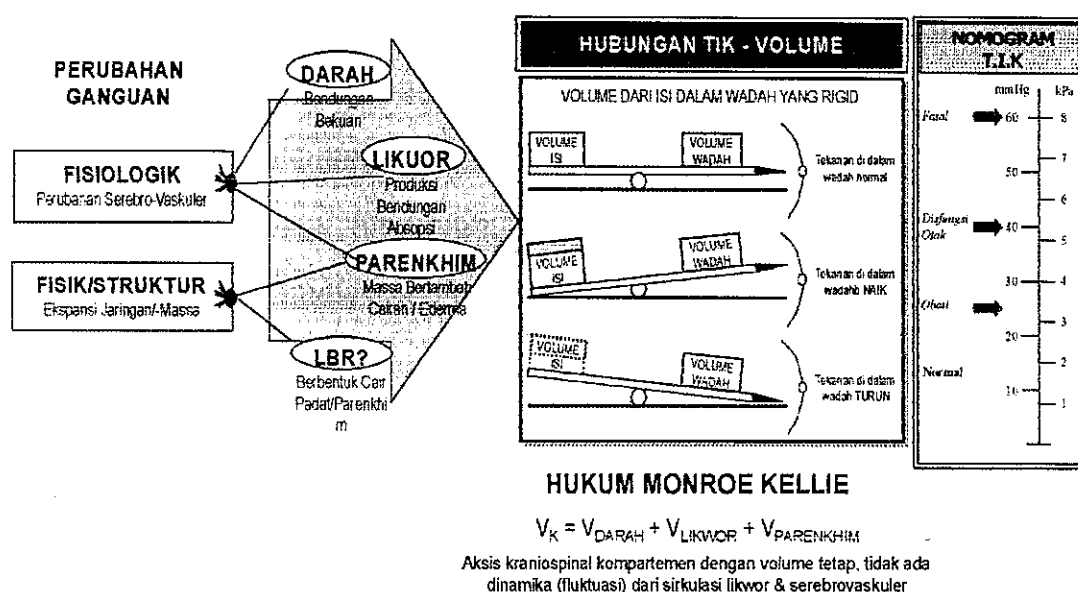 PERUBAHAN
GANGUAN
FISIOLOGIK
Perubahan Serebro-Vaskuler
FISIK/STRUKTUR
Ekspansi Jaringan/-Massa
DARAH
Bendungan
Bekuan
LIKUOR
Produksi
Bendungan
Absopsi
PARENKHIM
Massa Bertambah
Cairan / Edema
LBR?
Berbentuk Cair
Padat/Parenkhi
m
HUBUNGAN TIK - VOLUME
VOLUME DARI ISI DALAM WADAH YANG RIGID
VOLUME
ISI
VOLUME
WADAH
Tekanan di dalam
wadah normal
VOLUME
ISI
VOLUME
WADAH
Tekanan di dalam
NAIK
VOLUME
ISI
VOLUME
WADAH
Tekanan di dalam
wadah TURUN
NOMOGRAM
T.I.K
mmHg
kPa
Fatal
60
8
7
50
6
Disfungsi
Otak
40
5
30
4
Obati
3
20
Normal
2
10
1
HUKUM MONROE KELLIE
V_K = V_DARAH + V_LIKWOR + V_PARENKHIM
Aksis kraniospinal kompartemen dengan volume tetap, tidak ada
dinamika (fluktuasi) dari sirkulasi likwor & serebrovaskuler